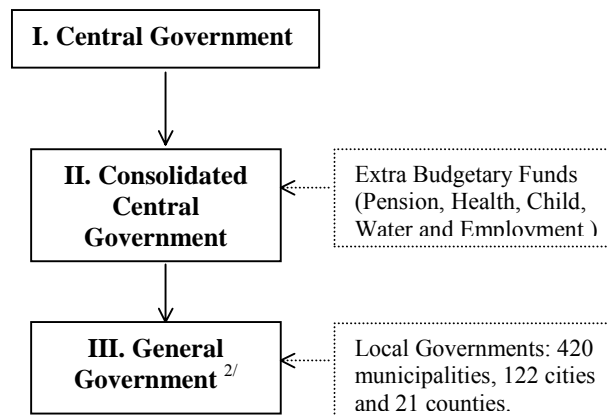 I. Central Government
II. Consolidated
Central
Government
Extra Budgetary Funds
(Pension, Health, Child,
Water and Employment )
III. General
Government 2/
Local Governments: 420
municipalities, 122 cities
and 21 counties.